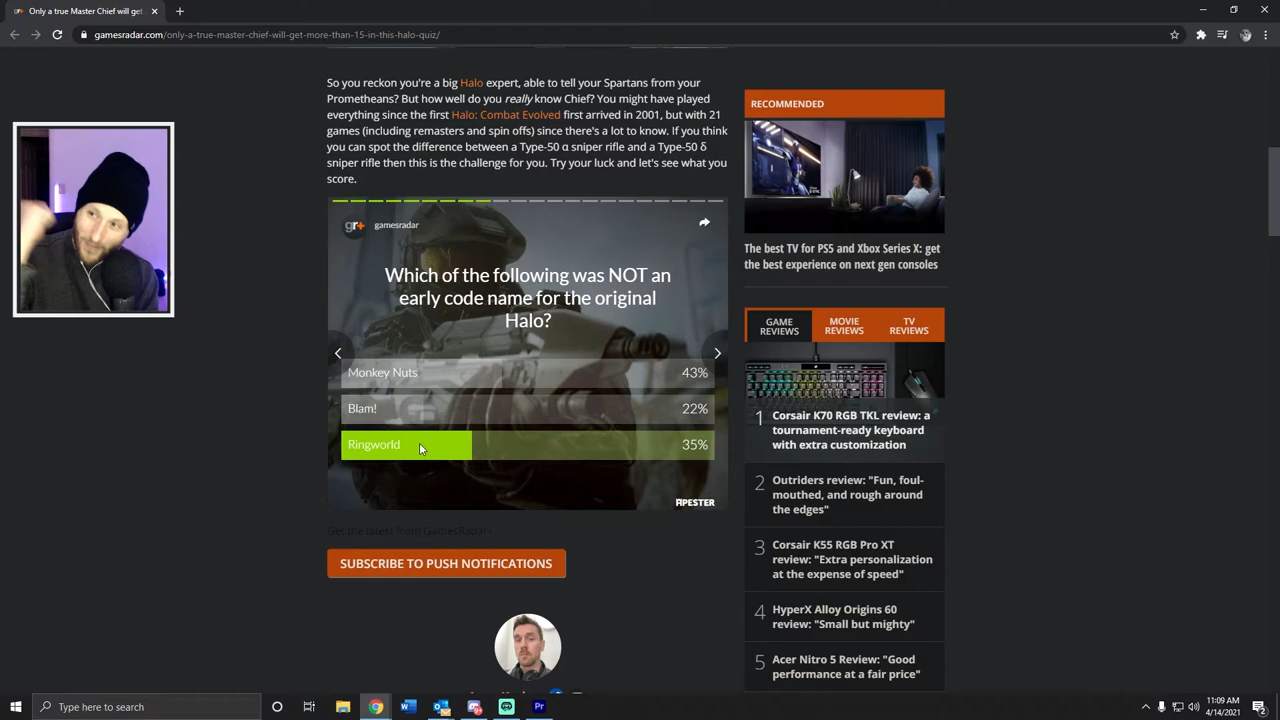 Only a true Master Chief will get
gamesradar.com/only-a-true-master-chief-will-get-more-than-15-in-this-halo-quiz/
So you reckon you're a big Halo expert, able to tell your Spartans from your
Prometheans? But how well do you really know Chief? You might have played
everything since the first Halo: Combat Evolved first arrived in 2001, but with 21
games (including remasters and spin offs) since there's a lot to know. If you think
you can spot the difference between a Type-50 α sniper rifle and a Type-50 δ
sniper rifle then this is the challenge for you. Try your luck and let's see what you
score.
gr+ gamesradar
Which of the following was NOT an
early code name for the original
Halo?
Monkey Nuts 43%
Blam! 22%
Ringworld 35%
APESTER
Get the latest from GamesRadar+
SUBSCRIBE TO PUSH NOTIFICATIONS
RECOMMENDED
The best TV for PS5 and Xbox Series X: get
the best experience on next gen consoles
GAME
REVIEWS
MOVIE
REVIEWS
TV
REVIEWS
1 Corsair K70 RGB TKL review: a
tournament-ready keyboard
with extra customization
2 Outriders review: "Fun, foul-
mouthed, and rough around
the edges"
3 Corsair K55 RGB Pro XT
review: "Extra personalization
at the expense of speed"
4 HyperX Alloy Origins 60
review: "Small but mighty"
5 Acer Nitro 5 Review: "Good
performance at a fair price"
Type here to search
11:09 AM
4/14/2021